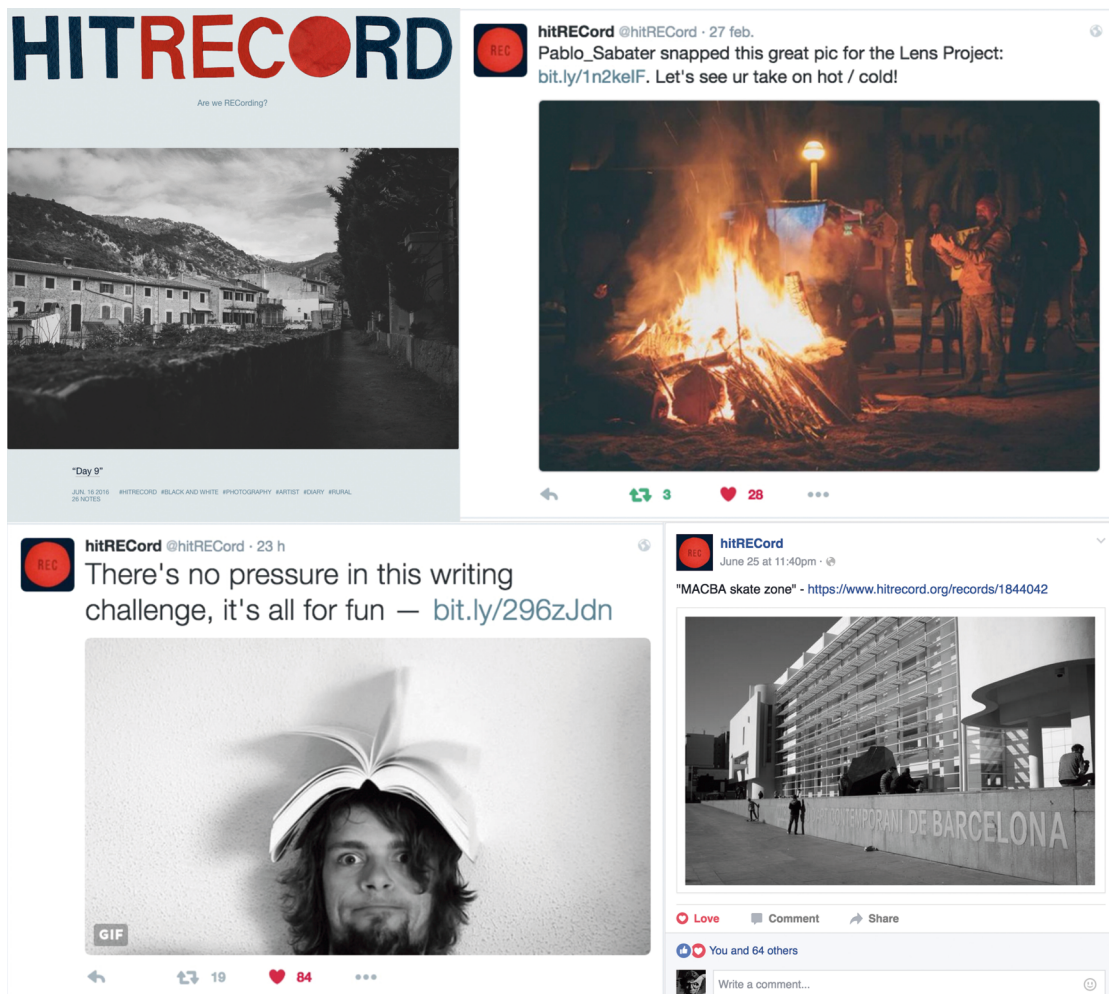 HITRECORD
Are we RECording?
"Day 9"
JUN. 16 2016 #HITRECORD #BLACK AND WHITE #PHOTOGRAPHY #ARTIST #DIARY #RURAL
26 NOTES
REC
hitRECord @hitRECord · 27 feb.
Pablo_Sabater snapped this great pic for the Lens Project:
bit.ly/1n2kelF. Let's see ur take on hot / cold!
3 28
REC
hitRECord @hitRECord · 23 h
There's no pressure in this writing
challenge, it's all for fun — bit.ly/296zJdn
GIF
19 84
REC
hitRECord
June 25 at 11:40pm ·
"MACBA skate zone" - https://www.hitrecord.org/records/1844042
CONTEMPORANI DE BARCELONA
Love Comment Share
You and 64 others
Write a comment...